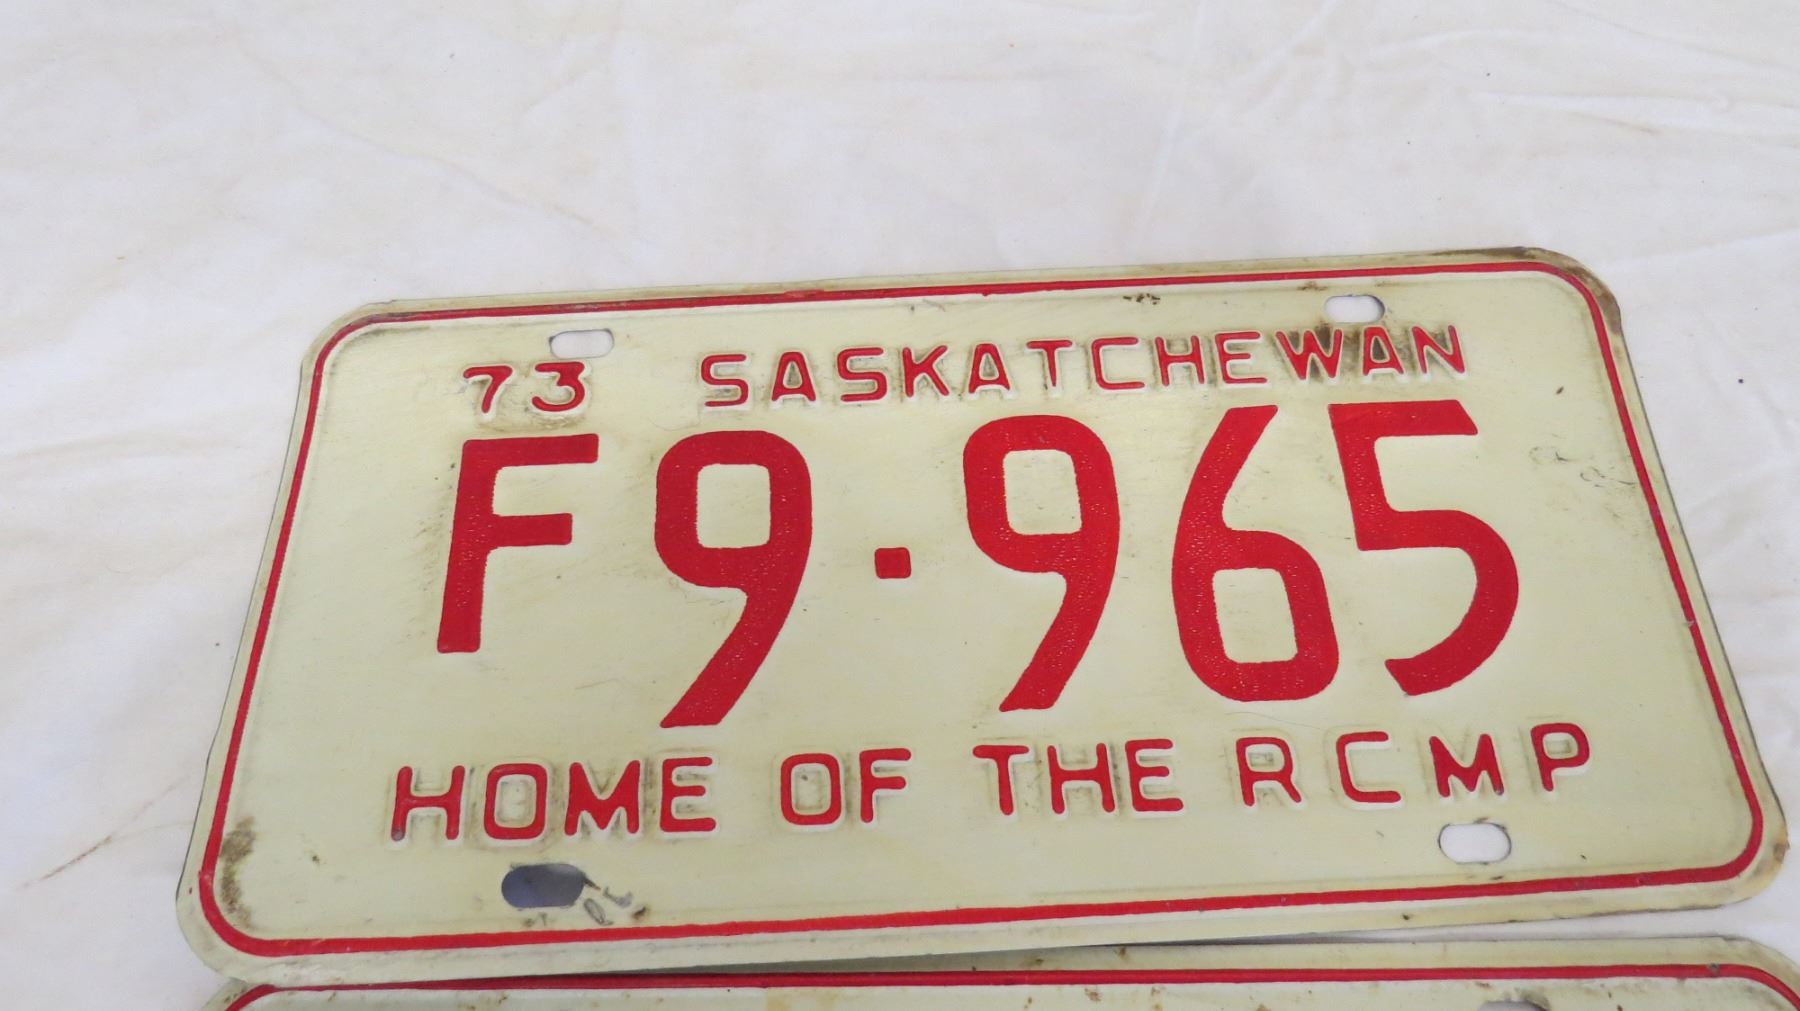 73 SASKATCHEWAN
F9·965
HOME OF THE RCMP